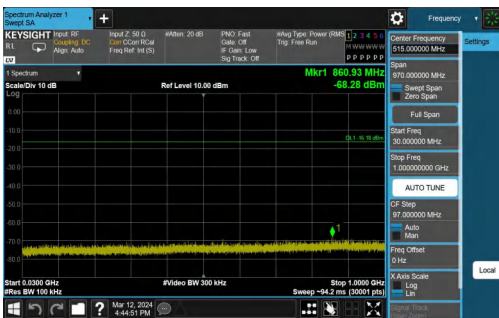 Spectrum Analyzer 1
Swept SA
+
Frequency
KEYSIGHT
RL
Input: RF
Coupling: DC
Align: Auto
Input Z: 50 Ω
Corr CCorr RCal
Freq Ref: Int (S)
#Atten: 20 dB
PNO: Fast
Gate: Off
IF Gain: Low
Sig Track: Off
#Avg Type: Power (RMS
Trig: Free Run
1 2 3 4 5 6
M W W W W W
P P P P P P
LV
1 Spectrum
Scale/Div 10 dB
Log
Ref Level 10.00 dBm
Mkr1 860.93 MHz
-68.28 dBm
0.00
-10.0
-20.0
-30.0
-40.0
-50.0
-60.0
-70.0
-80.0
1
Start 0.0300 GHz
#Res BW 100 kHz
#Video BW 300 kHz
Stop 1.0000 GHz
Sweep ~94.2 ms (30001 pts)
?
Mar 12, 2024
4:44:51 PM
Center Frequency
515.000000 MHz
Settings
Span
970.000000 MHz
Swept Span
Zero Span
Full Span
Start Freq
30.000000 MHz
Stop Freq
1.000000000 GHz
AUTO TUNE
CF Step
97.000000 MHz
Auto
Man
Freq Offset
0 Hz
X Axis Scale
Log
Lin
Local
Signal Track